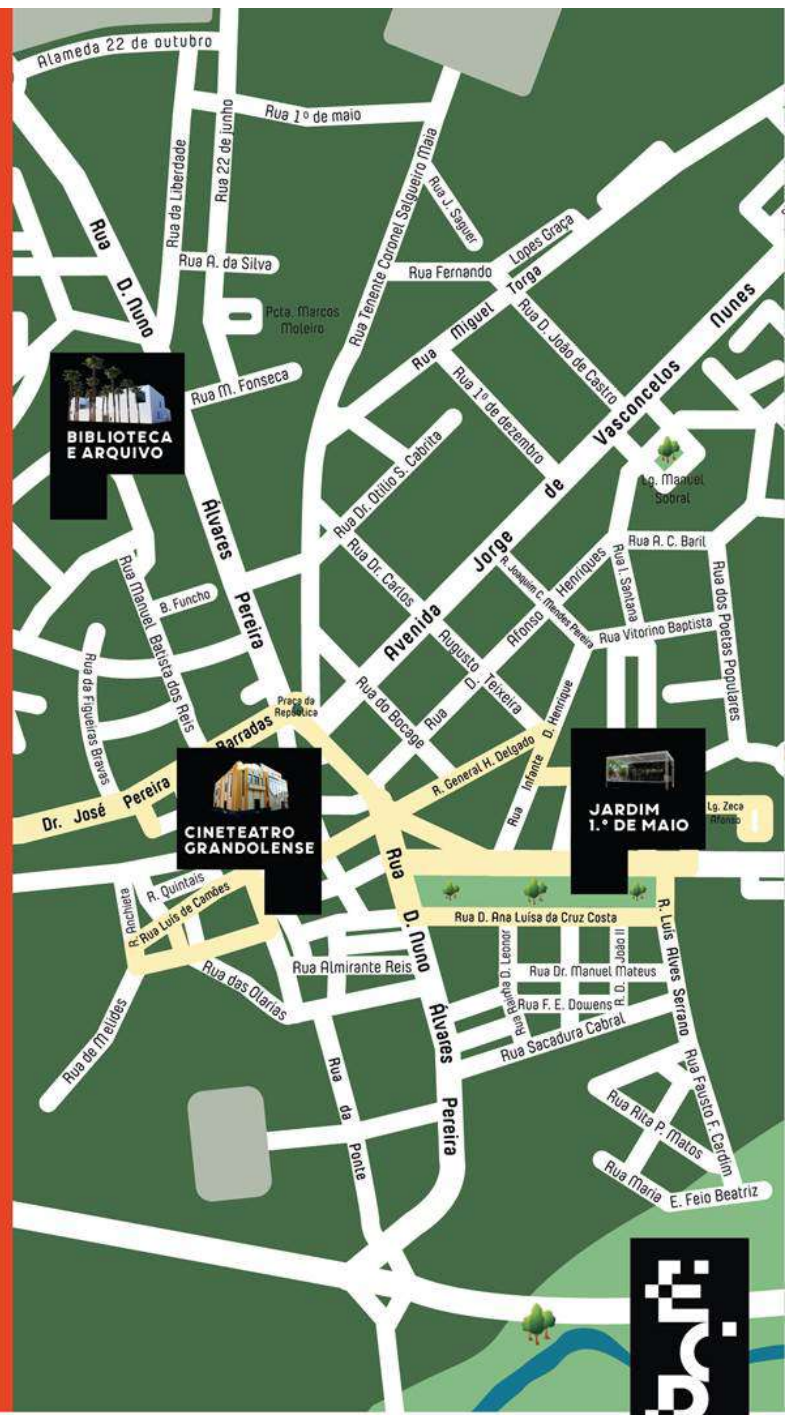 Alameda 22 de outubro
Rua 1º de maio
Rua da Liberdade
Rua 22 de junho
Rua Tenente Coronel Salgueiro Maia
Rua J. Saguer
Rua D. Nuno Álvares Pereira
Rua A. da Silva
Rua Fernando Lopes Graça
Pcta. Marcos
Moleiro
Rua Miguel Torga
Rua D. João de Castro
Avenida Jorge de Vasconcelos Nunes
Rua M. Fonseca
Rua 1º de dezembro
BIBLIOTECA
E ARQUIVO
Rua Dr. Otílio S. Cabrita
Lg. Manuel
Sobral
Rua Dr. Carlos Augusto Teixeira
R. Joaquim C. Mendes Pereira
Rua D. Afonso Henriques
Rua A. C. Baril
Rua I. Santana
Rua dos Poetas Populares
Rua Manuel Batista dos Reis
B. Funcho
Rua Vitorino Baptista
Rua da Figueiras Bravas
Praça da
República
Rua do Bocage
Rua Infante D. Henrique
R. General H. Delgado
Dr. José Pereira Barradas
CINETEATRO
GRANDOLENSE
JARDIM
1.º DE MAIO
Lg. Zeca
Afonso
R. Anchieta
R. Quintais
Rua Luís de Camões
Rua D. Nuno Álvares Pereira
Rua D. Ana Luísa da Cruz Costa
R. Luís Alves Serrano
Rua das Olarias
Rua Almirante Reis
Rua Rainha D. Leonor
Rua Dr. Manuel Mateus
R. D. João II
Rua F. E. Dowens
Rua Sacadura Cabral
Rua de Melides
Rua da Ponte
Rua Fausto F. Cardim
Rua Rita P. Matos
Rua Maria E. Feio Beatriz